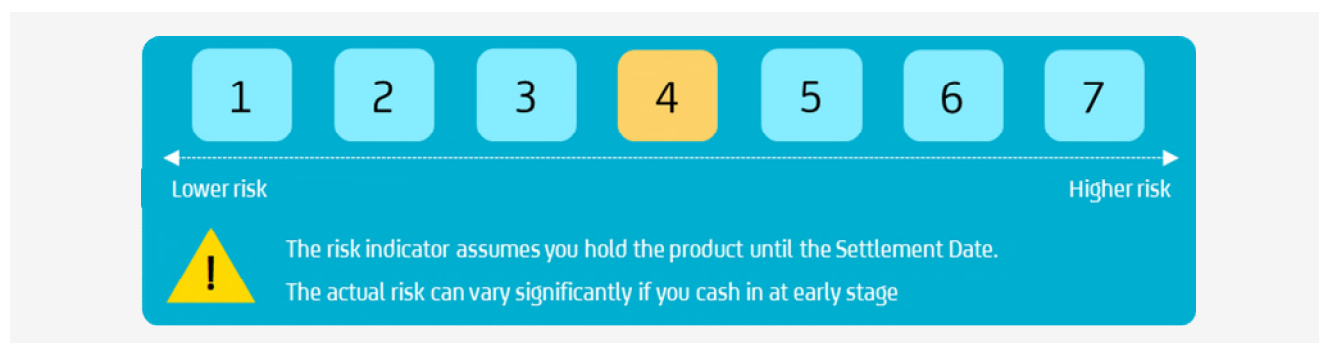 1 2 3 4 5 6 7
Lower risk Higher risk
The risk indicator assumes you hold the product until the Settlement Date.
! The actual risk can vary significantly if you cash in at early stage